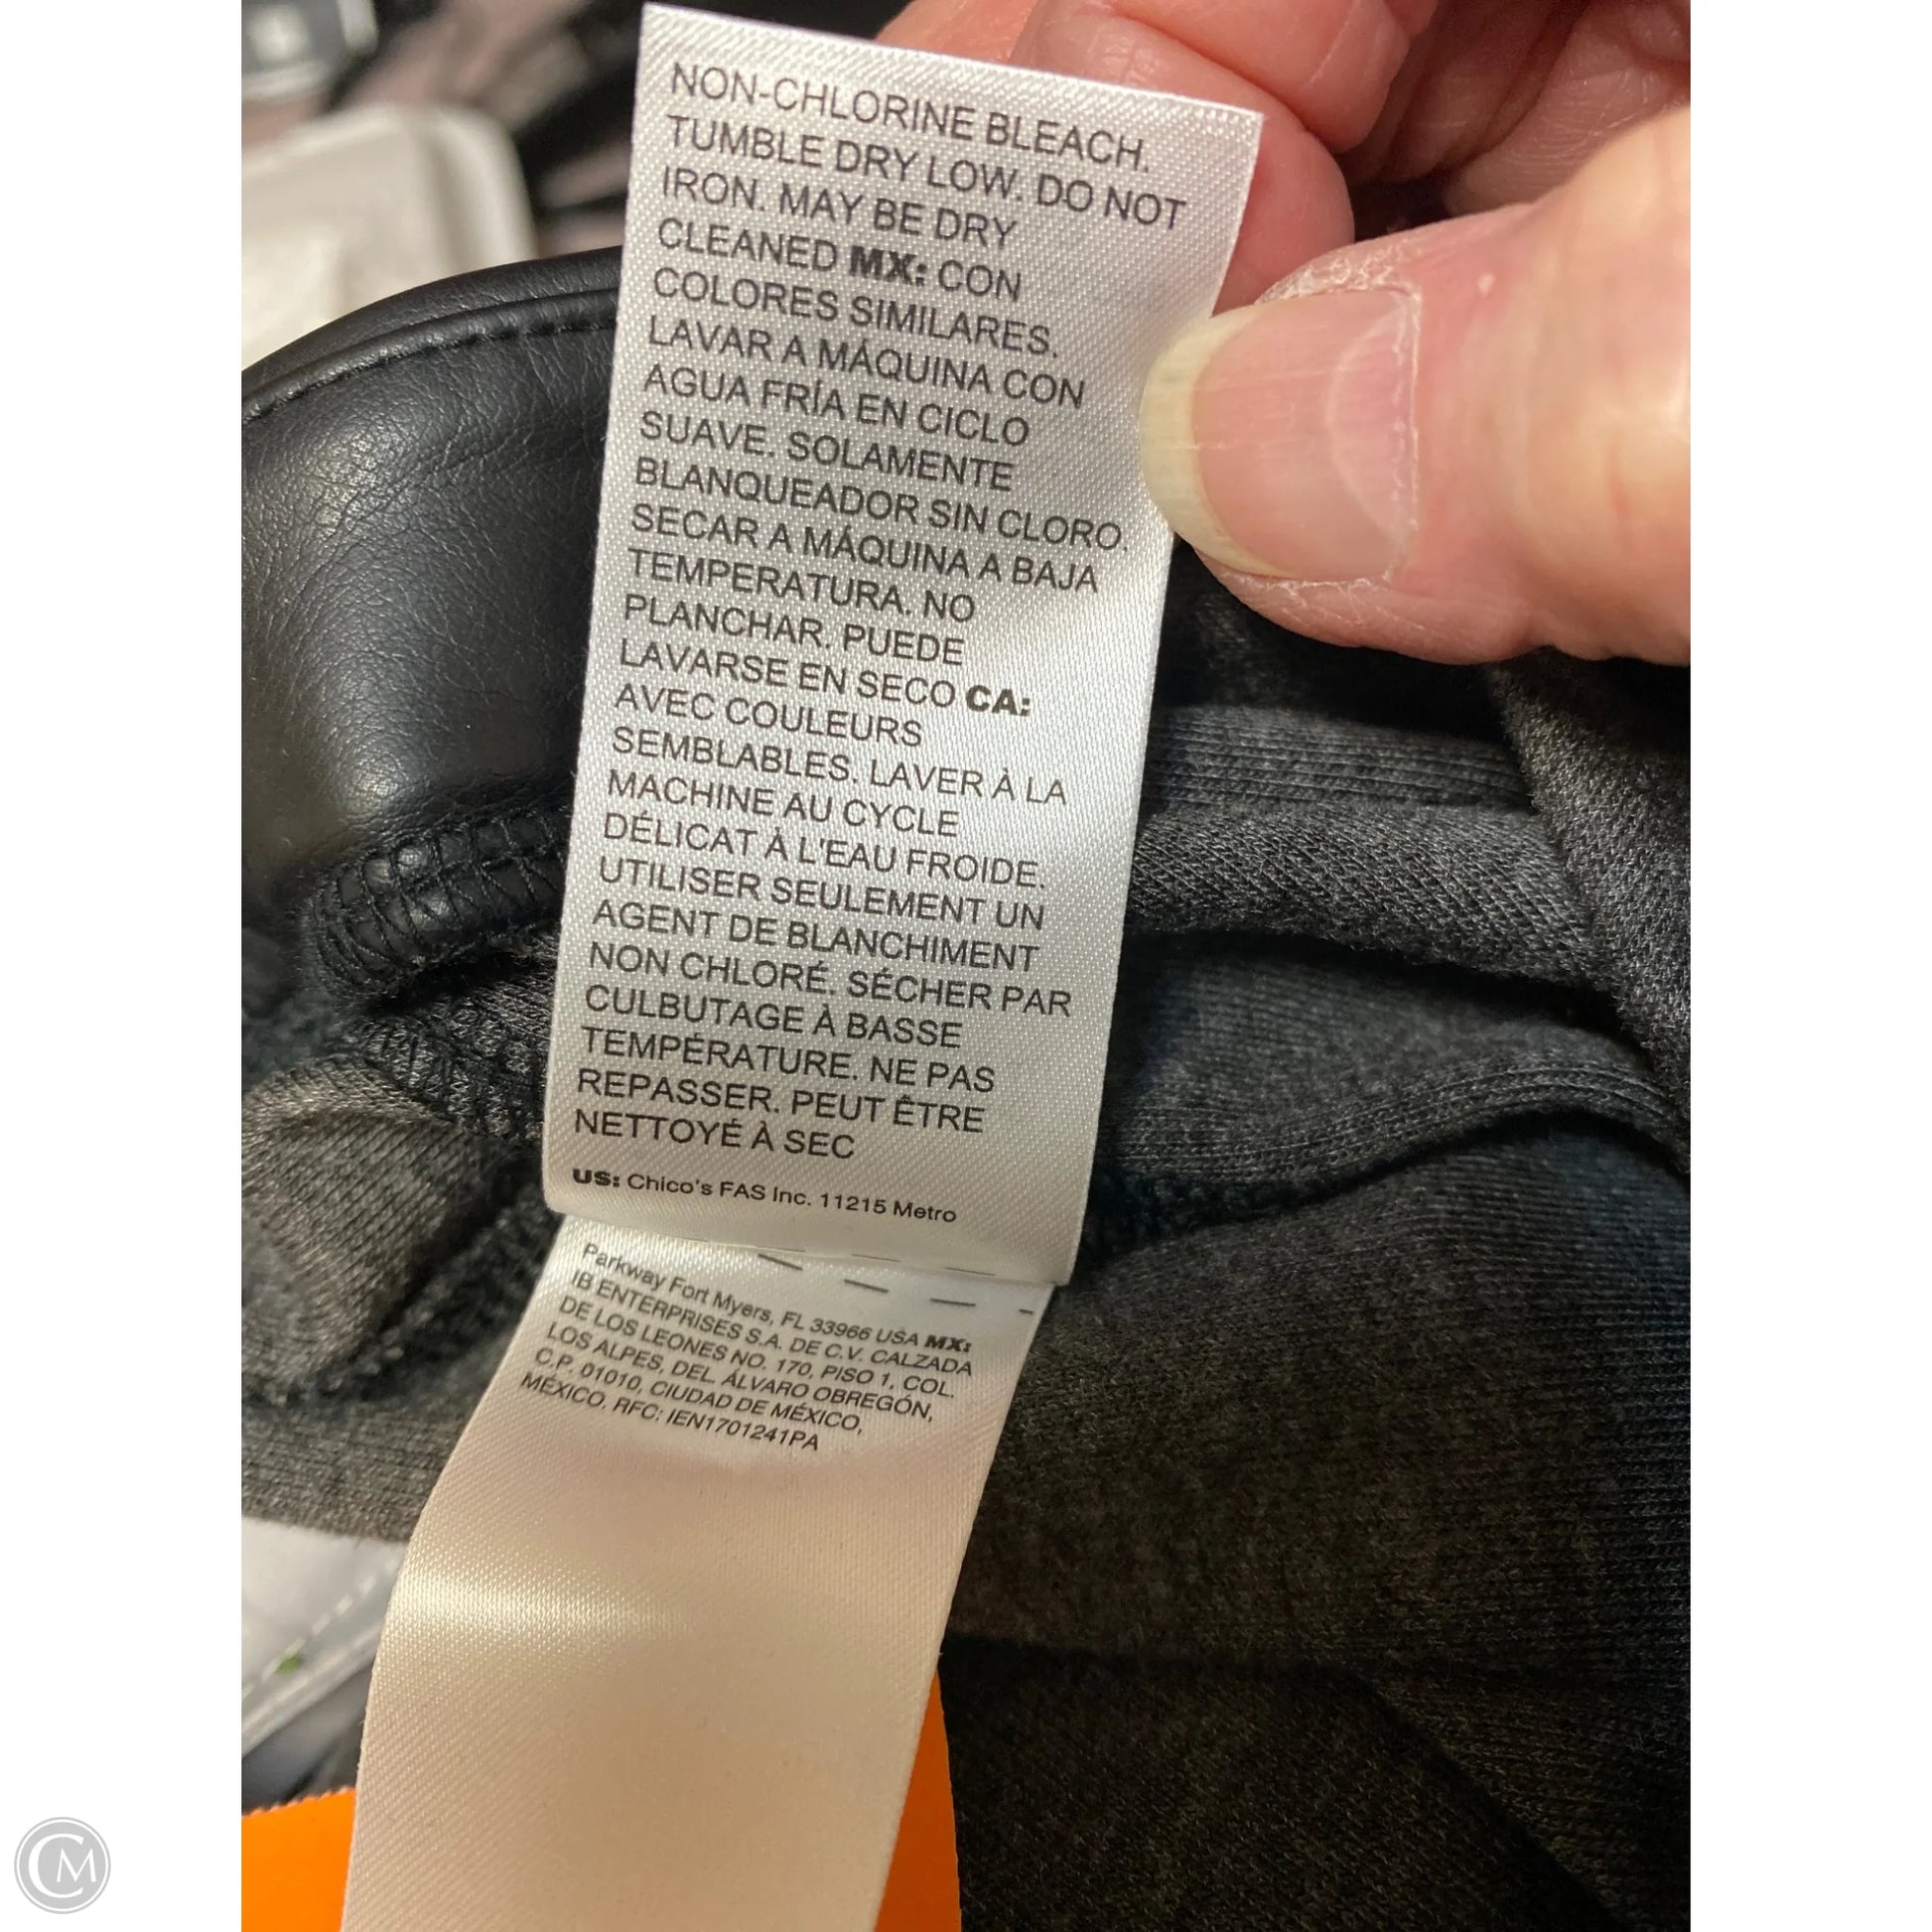 NON-CHLORINE BLEACH.
TUMBLE DRY LOW. DO NOT
IRON. MAY BE DRY
CLEANED MX: CON
COLORES SIMILARES.
LAVAR A MÁQUINA CON
AGUA FRÍA EN CICLO
SUAVE. SOLAMENTE
BLANQUEADOR SIN CLORO.
SECAR A MÁQUINA A BAJA
TEMPERATURA. NO
PLANCHAR. PUEDE
LAVARSE EN SECO CA:
AVEC COULEURS
SEMBLABLES. LAVER À LA
MACHINE AU CYCLE
DÉLICAT À L'EAU FROIDE.
UTILISER SEULEMENT UN
AGENT DE BLANCHIMENT
NON CHLORÉ. SÉCHER PAR
CULBUTAGE À BASSE
TEMPÉRATURE. NE PAS
REPASSER. PEUT ÊTRE
NETTOYÉ À SEC
US: Chico's FAS Inc. 11215 Metro
Parkway Fort Myers, FL 33966 USA MX:
IB ENTERPRISES S.A. DE C.V. CALZADA
DE LOS LEONES NO. 170, PISO 1, COL.
LOS ALPES, DEL. ÁLVARO OBREGÓN,
C.P. 01010, CIUDAD DE MÉXICO,
MÉXICO, RFC: IEN1701241PA
CM